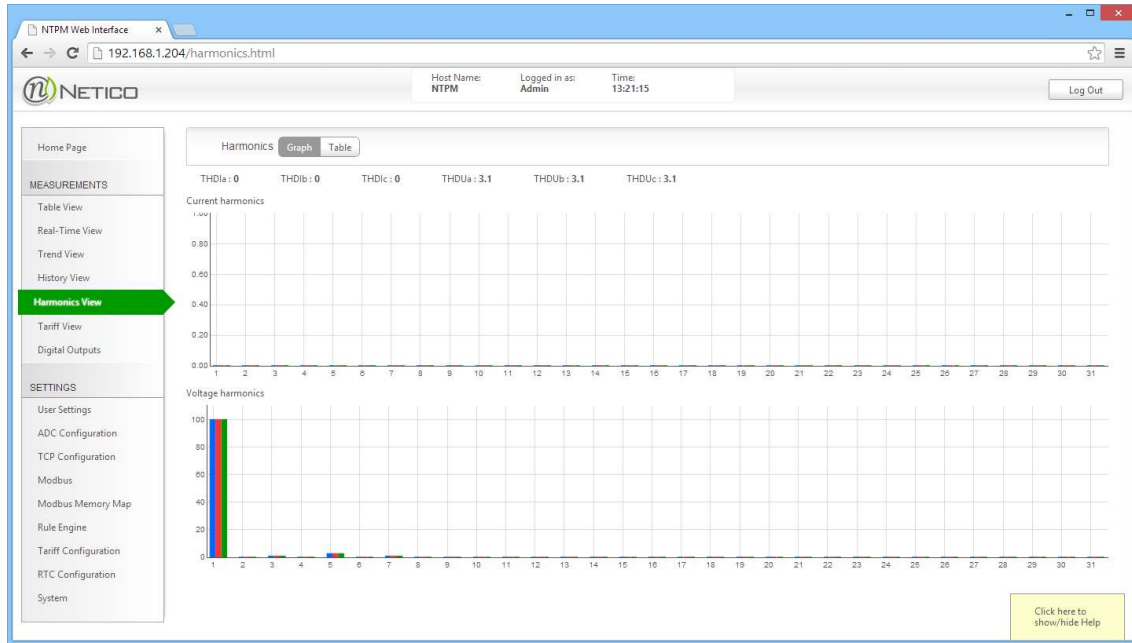 NTPM Web Interface
192.168.1.204/harmonics.html
NETICO
Host Name: Logged in as: Time:
NTPM Admin 13:21:15
Log Out
Home Page
MEASUREMENTS
Table View
Real-Time View
Trend View
History View
Harmonics View
Tariff View
Digital Outputs
SETTINGS
User Settings
ADC Configuration
TCP Configuration
Modbus
Modbus Memory Map
Rule Engine
Tariff Configuration
RTC Configuration
System
Harmonics Graph Table
THDIa : 0 THDIb : 0 THDIc : 0 THDUa : 3.1 THDUb : 3.1 THDUc : 3.1
Current harmonics
1.00
0.80
0.60
0.40
0.20
0.00
1 2 3 4 5 6 7 8 9 10 11 12 13 14 15 16 17 18 19 20 21 22 23 24 25 26 27 28 29 30 31
Voltage harmonics
100
80
60
40
20
0
1 2 3 4 5 6 7 8 9 10 11 12 13 14 15 16 17 18 19 20 21 22 23 24 25 26 27 28 29 30 31
Click here to
show/hide Help